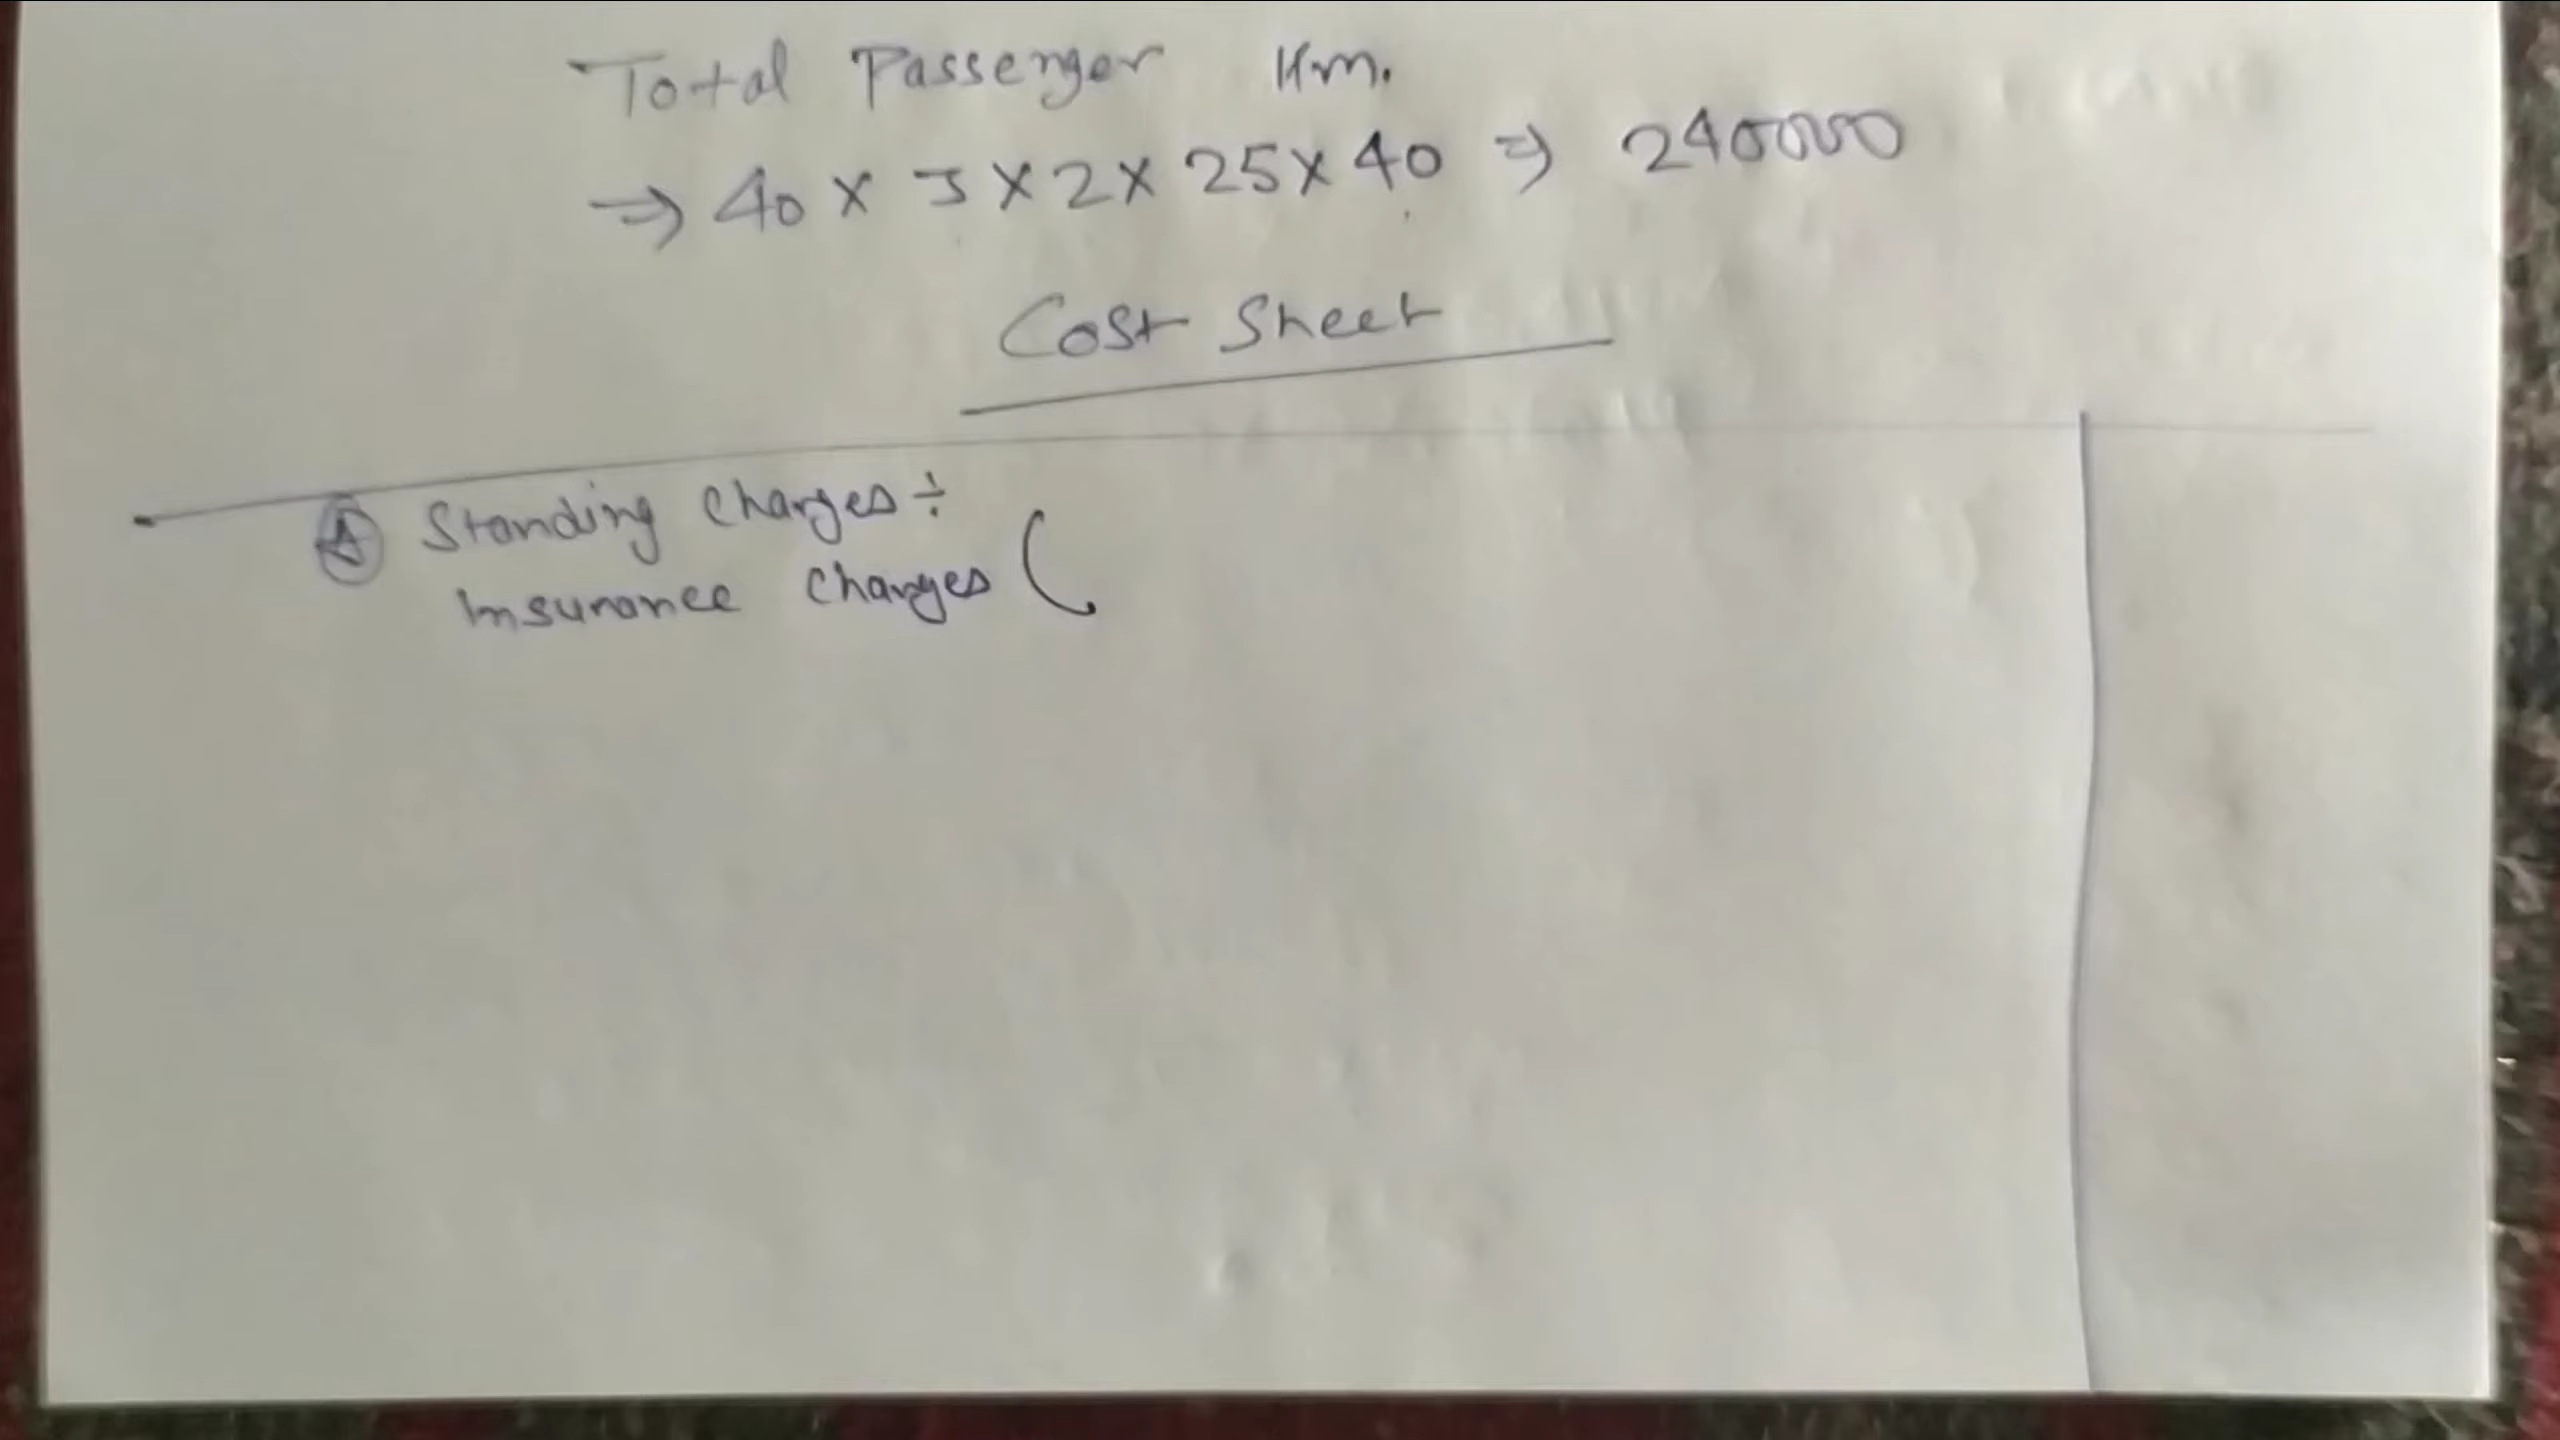 Total Passenger Km.
⇒ 40 × 3 × 2 × 25 × 40 ⇒ 240000
Cost Sheet
Ⓐ Standing Charges ÷
Insurance Charges (